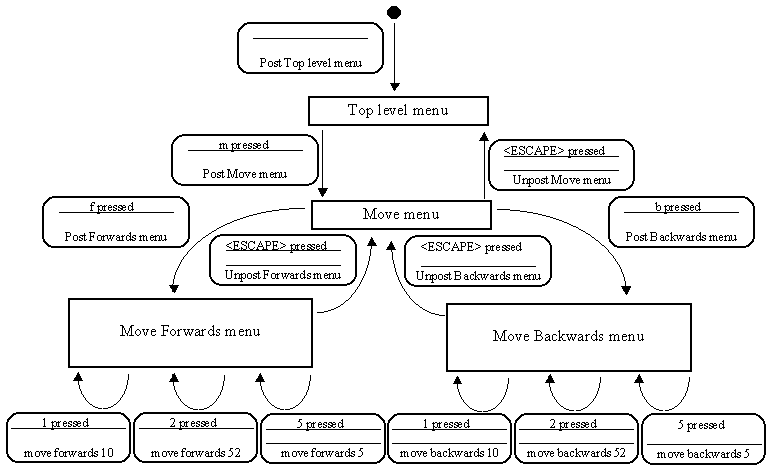 Post Top level menu
Top level menu
m pressed
Post Move menu
<ESCAPE> pressed
Unpost Move menu
Move menu
f pressed
Post Forwards menu
<ESCAPE> pressed
Unpost Forwards menu
<ESCAPE> pressed
Unpost Backwards menu
b pressed
Post Backwards menu
Move Forwards menu
Move Backwards menu
1 pressed
move forwards 10
2 pressed
move forwards 52
5 pressed
move forwards 5
1 pressed
move backwards 10
2 pressed
move backwards 52
5 pressed
move backwards 5